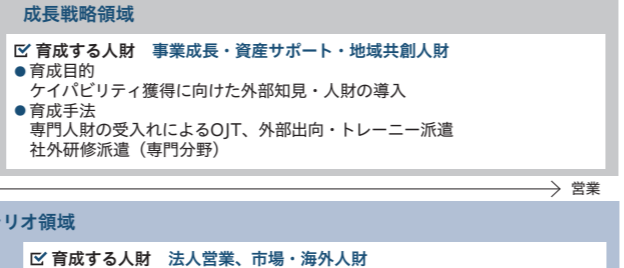 成長戦略領域
育成する人財 事業成長・資産サポート・地域共創人財
●育成目的
ケイパビリティ獲得に向けた外部知見・人財の導入
●育成手法
専門人財の受入れによるOJT、外部出向・トレーニー派遣
社外研修派遣（専門分野）
営業
リオ領域
育成する人財 法人営業、市場・海外人財